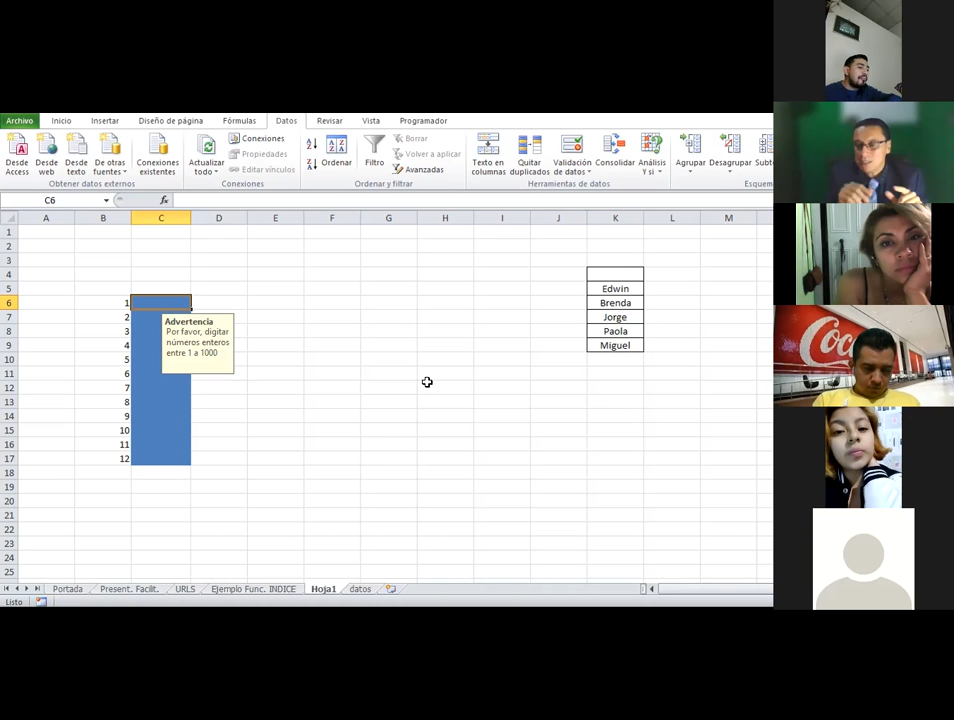 Archivo Inicio Insertar Diseño de página Fórmulas Datos Revisar Vista Programador
Desde Access
Desde web
Desde texto
De otras fuentes
Conexiones existentes
Obtener datos externos
Actualizar todo
Conexiones
Propiedades
Editar vínculos
Conexiones
Ordenar
Filtro
Borrar
Volver a aplicar
Avanzadas
Ordenar y filtrar
Texto en columnas
Quitar duplicados
Validación de datos
Consolidar
Análisis Y si
Herramientas de datos
Agrupar
Desagrupar
Subto
Esquem
C6 fx
A B C D E F G H I J K L M
1
2
3
4
5 Edwin
6 1 Brenda
7 2 Jorge
8 3 Paola
9 4 Miguel
10 5
11 6
12 7
13 8
14 9
15 10
16 11
17 12
18
19
20
21
22
23
24
25
Advertencia
Por favor, digitar
números enteros
entre 1 a 1000
Portada Present. Facilit. URLS Ejemplo Func. INDICE Hoja1 datos
Listo
Coca